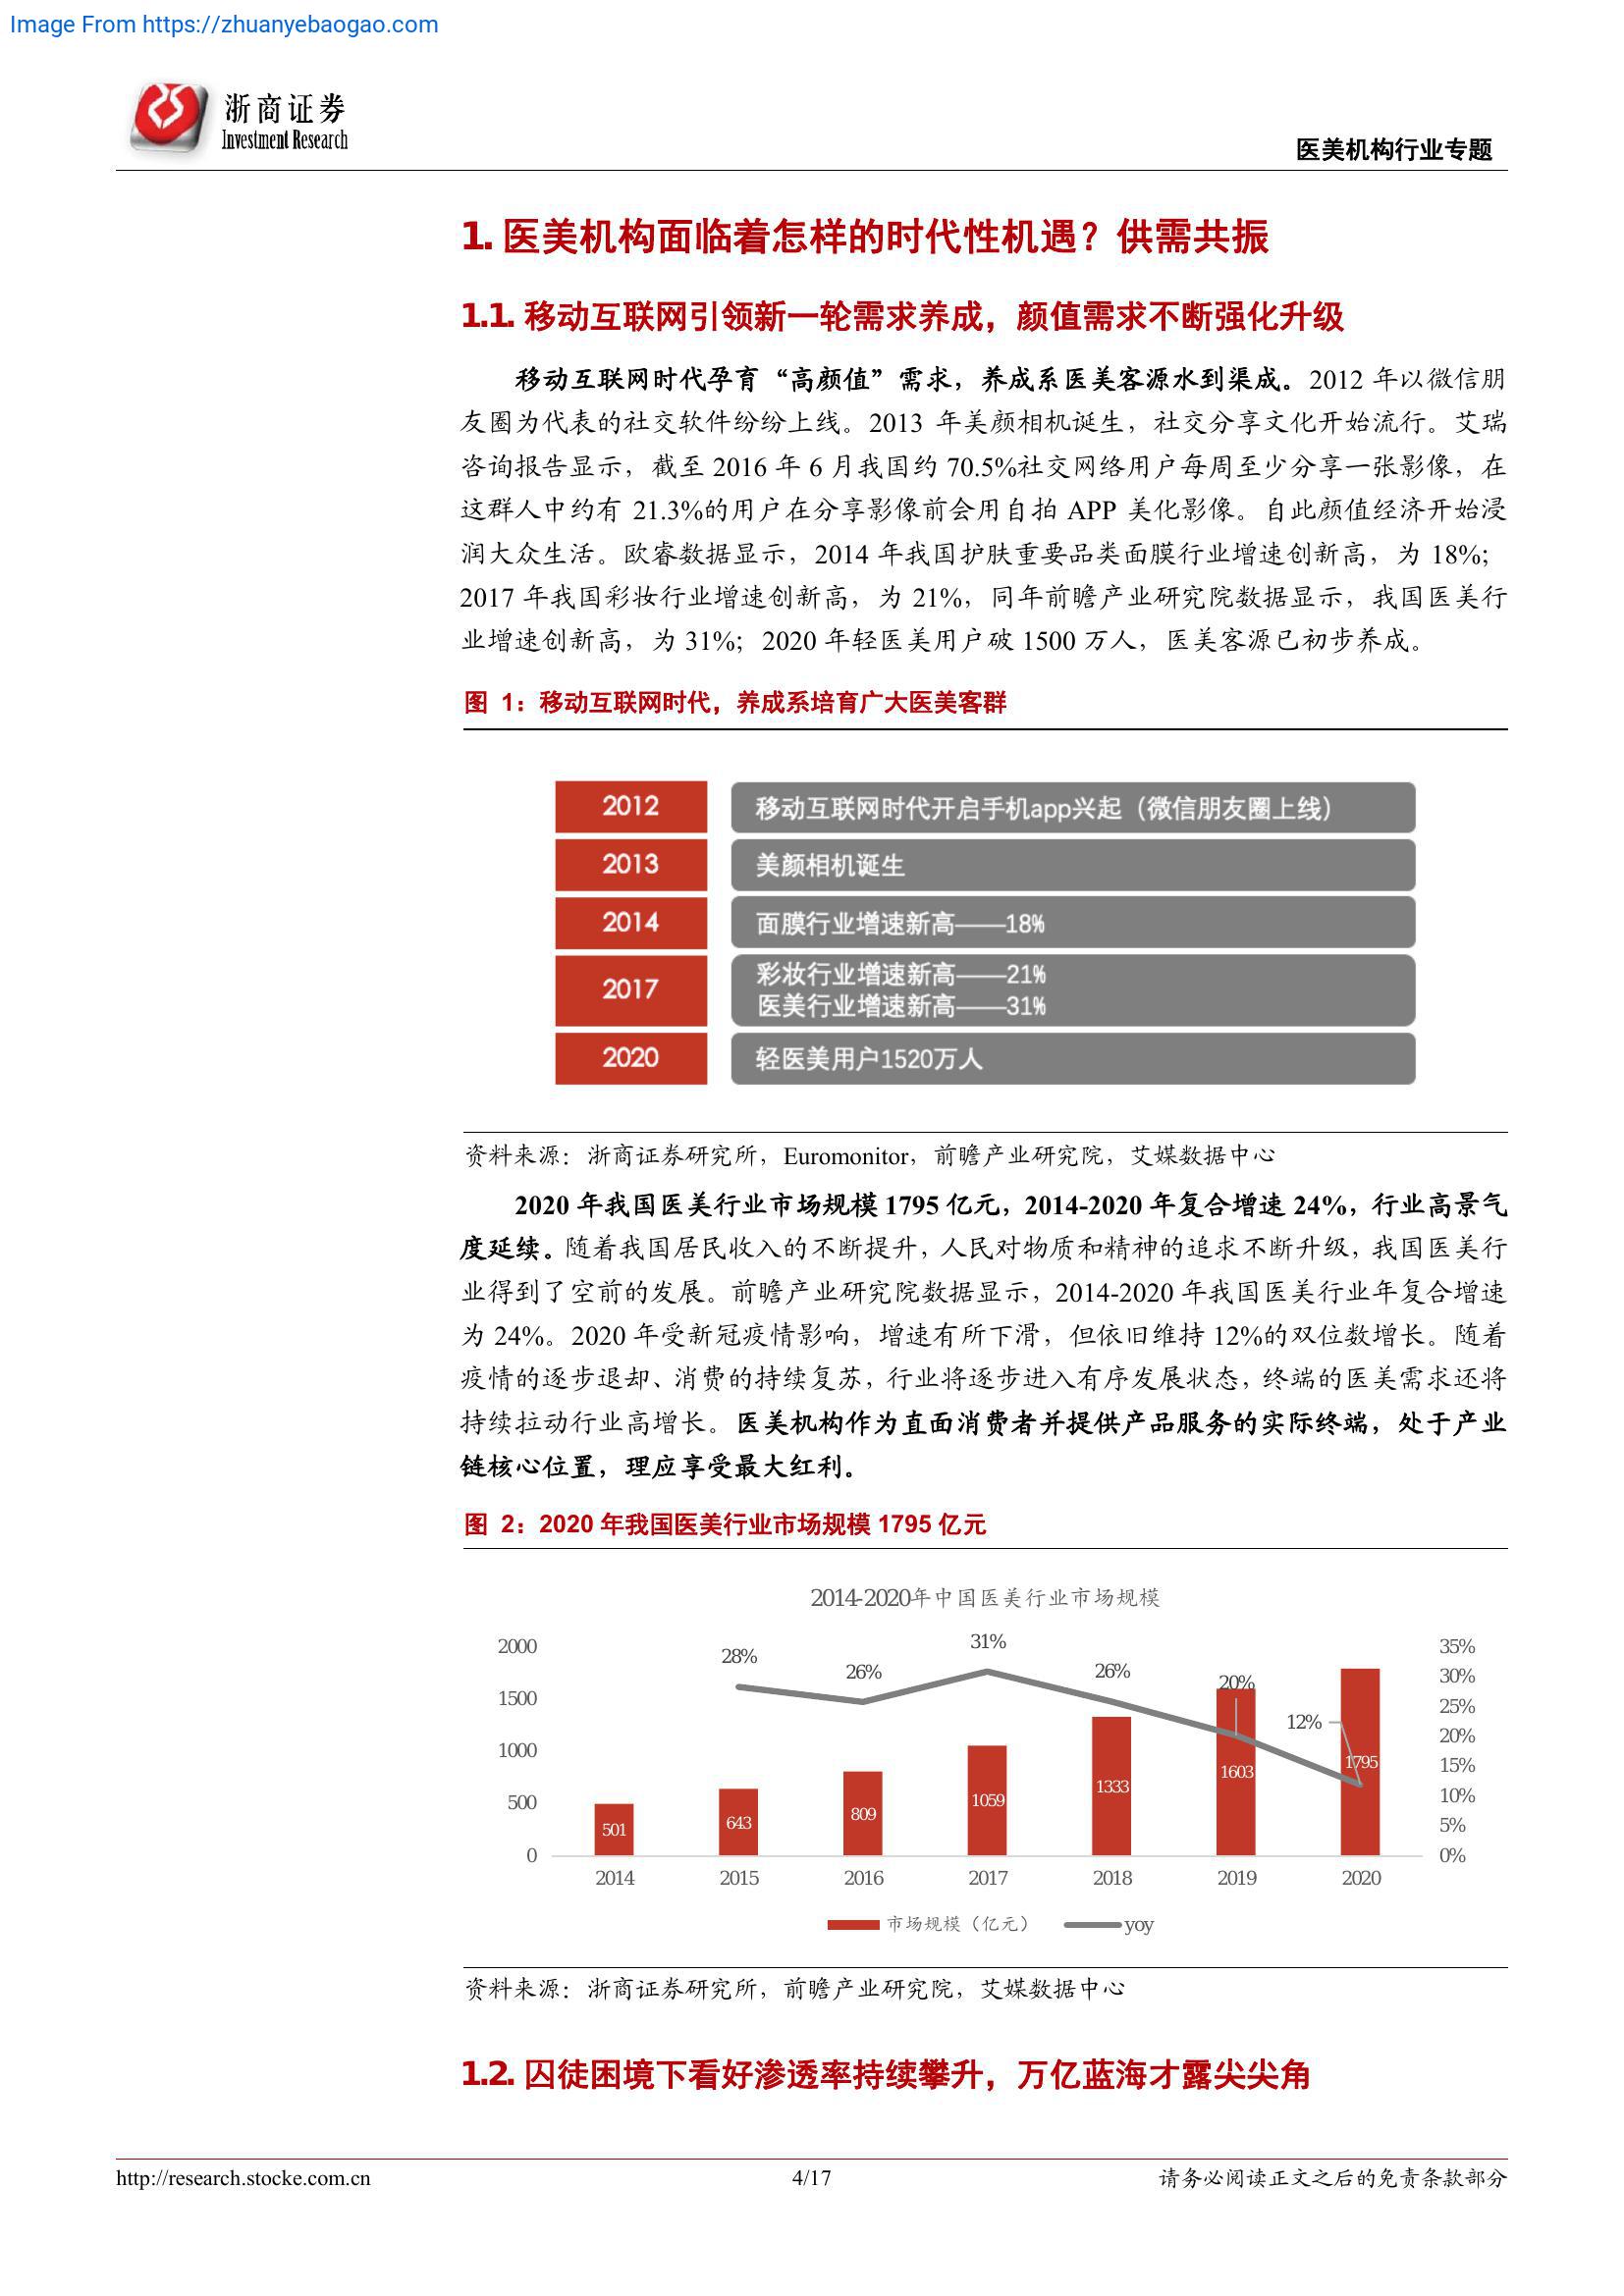 Image From https://zhuanyebaogao.com
浙商证券
Investment Research
医美机构行业专题
1. 医美机构面临着怎样的时代性机遇？供需共振
1.1. 移动互联网引领新一轮需求养成，颜值需求不断强化升级
移动互联网时代孕育“高颜值”需求，养成系医美客源水到渠成。2012 年以微信朋
友圈为代表的社交软件纷纷上线。2013 年美颜相机诞生，社交分享文化开始流行。艾瑞
咨询报告显示，截至 2016 年 6 月我国约 70.5%社交网络用户每周至少分享一张影像，在
这群人中约有 21.3%的用户在分享影像前会用自拍 APP 美化影像。自此颜值经济开始浸
润大众生活。欧睿数据显示，2014 年我国护肤重要品类面膜行业增速创新高，为 18%；
2017 年我国彩妆行业增速创新高，为 21%，同年前瞻产业研究院数据显示，我国医美行
业增速创新高，为 31%；2020 年轻医美用户破 1500 万人，医美客源已初步养成。
图 1：移动互联网时代，养成系培育广大医美客群
2012 移动互联网时代开启手机app兴起（微信朋友圈上线）
2013 美颜相机诞生
2014 面膜行业增速新高——18%
2017 彩妆行业增速新高——21%
医美行业增速新高——31%
2020 轻医美用户1520万人
资料来源：浙商证券研究所，Euromonitor，前瞻产业研究院，艾媒数据中心
2020 年我国医美行业市场规模 1795 亿元，2014-2020 年复合增速 24%，行业高景气
度延续。随着我国居民收入的不断提升，人民对物质和精神的追求不断升级，我国医美行
业得到了空前的发展。前瞻产业研究院数据显示，2014-2020 年我国医美行业年复合增速
为 24%。2020 年受新冠疫情影响，增速有所下滑，但依旧维持 12%的双位数增长。随着
疫情的逐步退却、消费的持续复苏，行业将逐步进入有序发展状态，终端的医美需求还将
持续拉动行业高增长。医美机构作为直面消费者并提供产品服务的实际终端，处于产业
链核心位置，理应享受最大红利。
图 2：2020 年我国医美行业市场规模 1795 亿元
2014-2020年中国医美行业市场规模
2000 28% 26% 31% 26% 20% 12% 35%
30%
1500 25%
1000 20%
15%
500 10%
5%
0 0%
501 643 809 1059 1333 1603 1795
2014 2015 2016 2017 2018 2019 2020
市场规模（亿元） yoy
资料来源：浙商证券研究所，前瞻产业研究院，艾媒数据中心
1.2. 囚徒困境下看好渗透率持续攀升，万亿蓝海才露尖尖角
http://research.stocke.com.cn 4/17 请务必阅读正文之后的免责条款部分